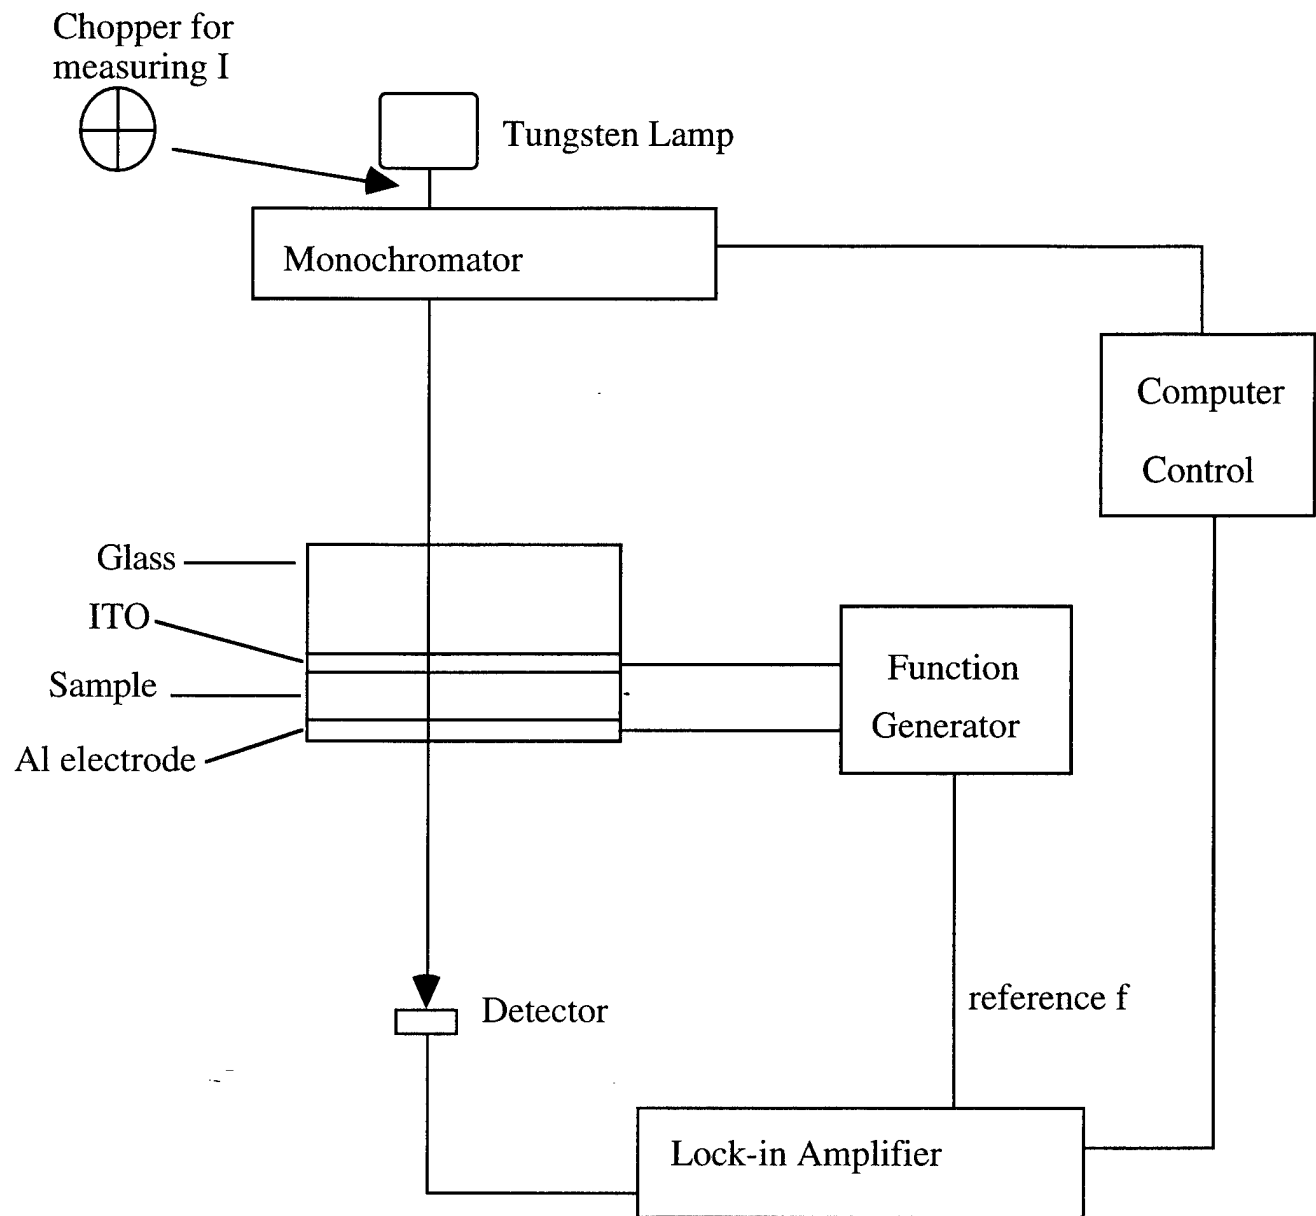 Chopper for
measuring I
Tungsten Lamp
Monochromator
Computer
Control
Glass
ITO
Sample
Al electrode
Function
Generator
reference f
Detector
Lock-in Amplifier